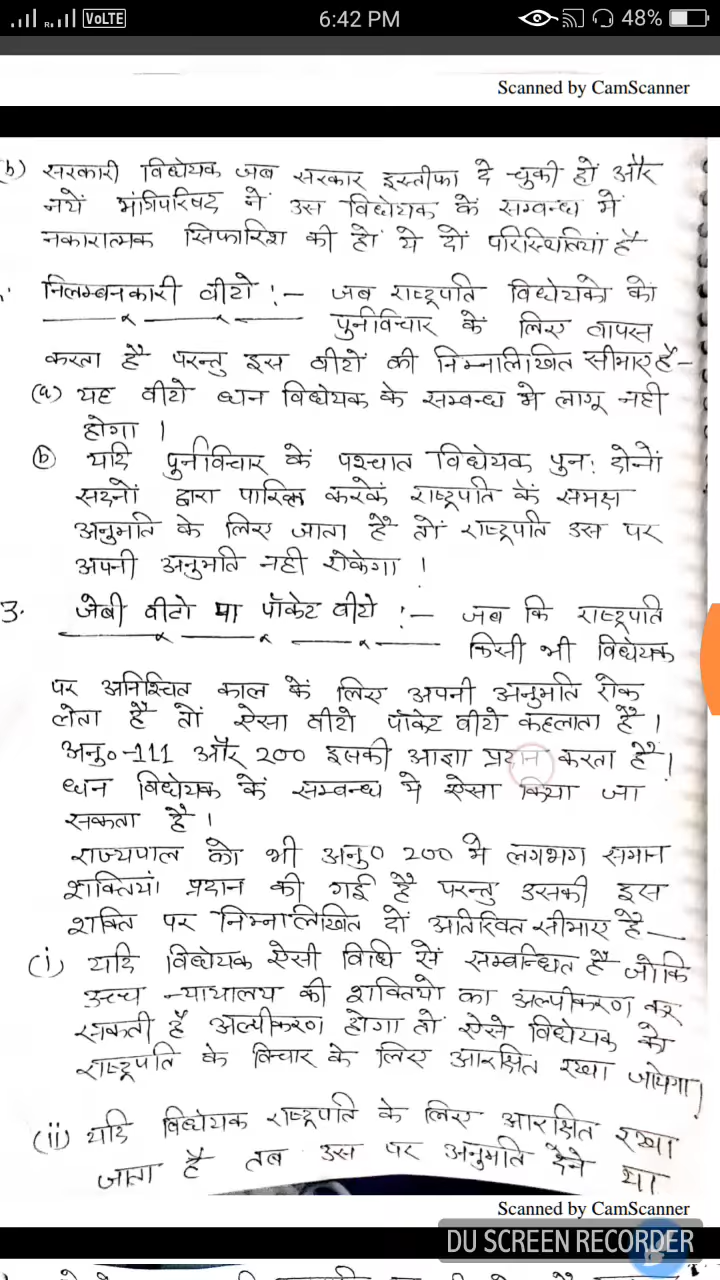 VoLTE 6:42 PM 48%
Scanned by CamScanner
b) सरकारी विधेयक जब सरकार इस्तीफा दे चुकी हों और
नयें मंत्रिपरिषद ने उस विधेयक के सम्बन्ध में
नकारात्मक सिफारिश की हो ये दों परिस्थितियां है
निलम्बनकारी वीटो :- जब राष्ट्रपति विधेयको को
पुर्नविचार के लिए वापस
करता है परन्तु इस वीटों की निम्नलिखित सीमाए है-
(a) यह वीटो धन विधेयक के सम्बन्ध मे लागू नही
होगा ।
(b) यदि पुर्नविचार कें पश्चात विधेयक पुन: दोनों
सदनों द्वारा पारित करकें राष्ट्रपति कें समक्ष
अनुमति के लिए जाता है तों राष्ट्रपति उस पर
अपनी अनुमति नही रोकेगा ।
3. जेबी वीटो या पॉकेट वीटो :- जब कि राष्ट्रपति
किसी भी विधेयक
पर अनिश्चित काल कें लिए अपनी अनुमति रोक
लेता है तों ऐसा वीटो पॉकेट वीटो कहलाता है ।
अनु०-111 और 200 इसकी आज्ञा प्रदान करता है।
धन विधेयक कें सम्बन्ध मे ऐसा किया जा
सकता है ।
राज्यपाल को भी अनु० 200 मे लगभग समान
शक्तियां प्रदान की गई है परन्तु उसकी इस
शक्ति पर निम्नलिखित दो अतिरिक्त सीमाए है-
(i) यदि विधेयक ऐसी विधि सें सम्बन्धित है जोकि
उच्च न्यायालय की शक्तियो का अल्पीकरण कर
सकती है अल्पीकरण होगा तों ऐसे विधेयक को
राष्ट्रपति के विचार के लिए आरक्षित रखा जायेगा।
(ii) यदि विधेयक राष्ट्रपति के लिए आरक्षित रखा
जाता है तब उस पर अनुमति देने या
Scanned by CamScanner
DU SCREEN RECORDER